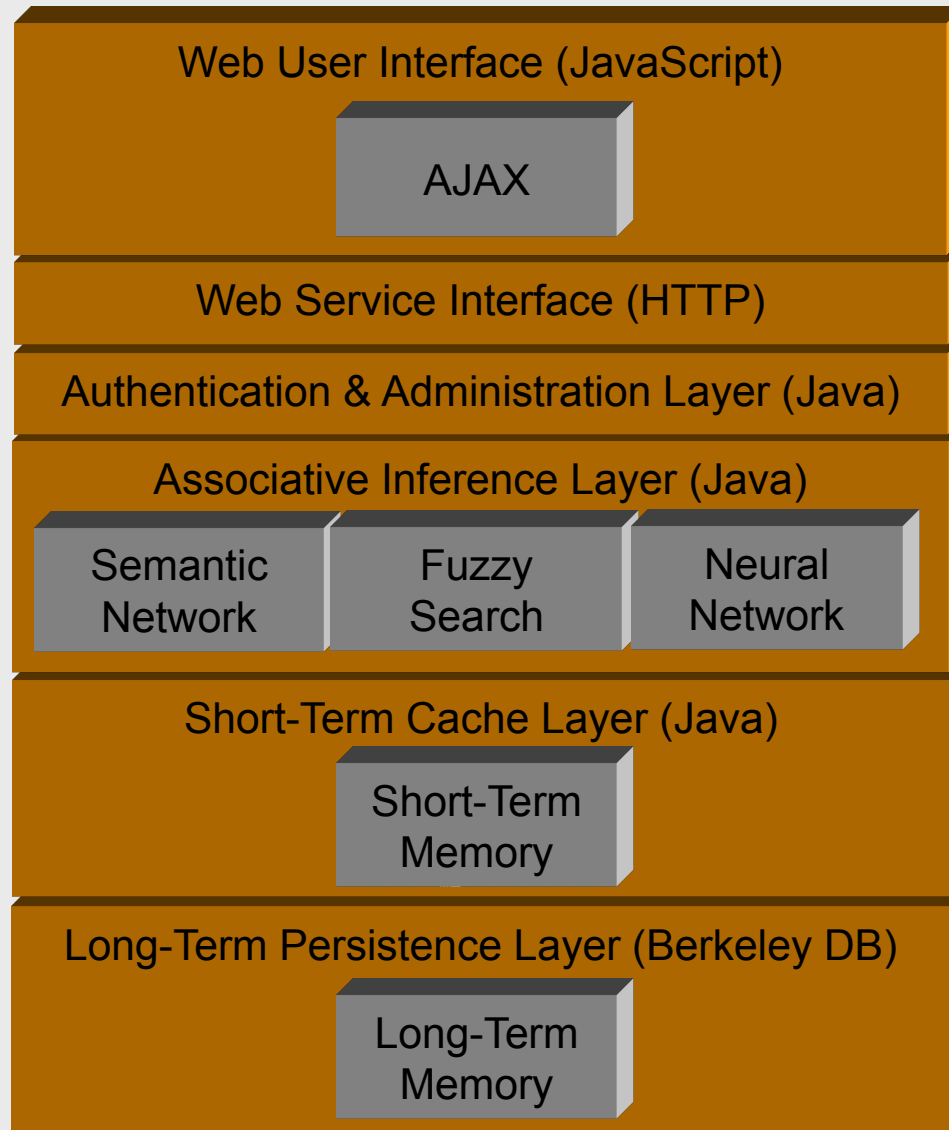 Web User Interface (JavaScript)
AJAX
Web Service Interface (HTTP)
Authentication & Administration Layer (Java)
Associative Inference Layer (Java)
Semantic
Network
Fuzzy
Search
Neural
Network
Short-Term Cache Layer (Java)
Short-Term
Memory
Long-Term Persistence Layer (Berkeley DB)
Long-Term
Memory